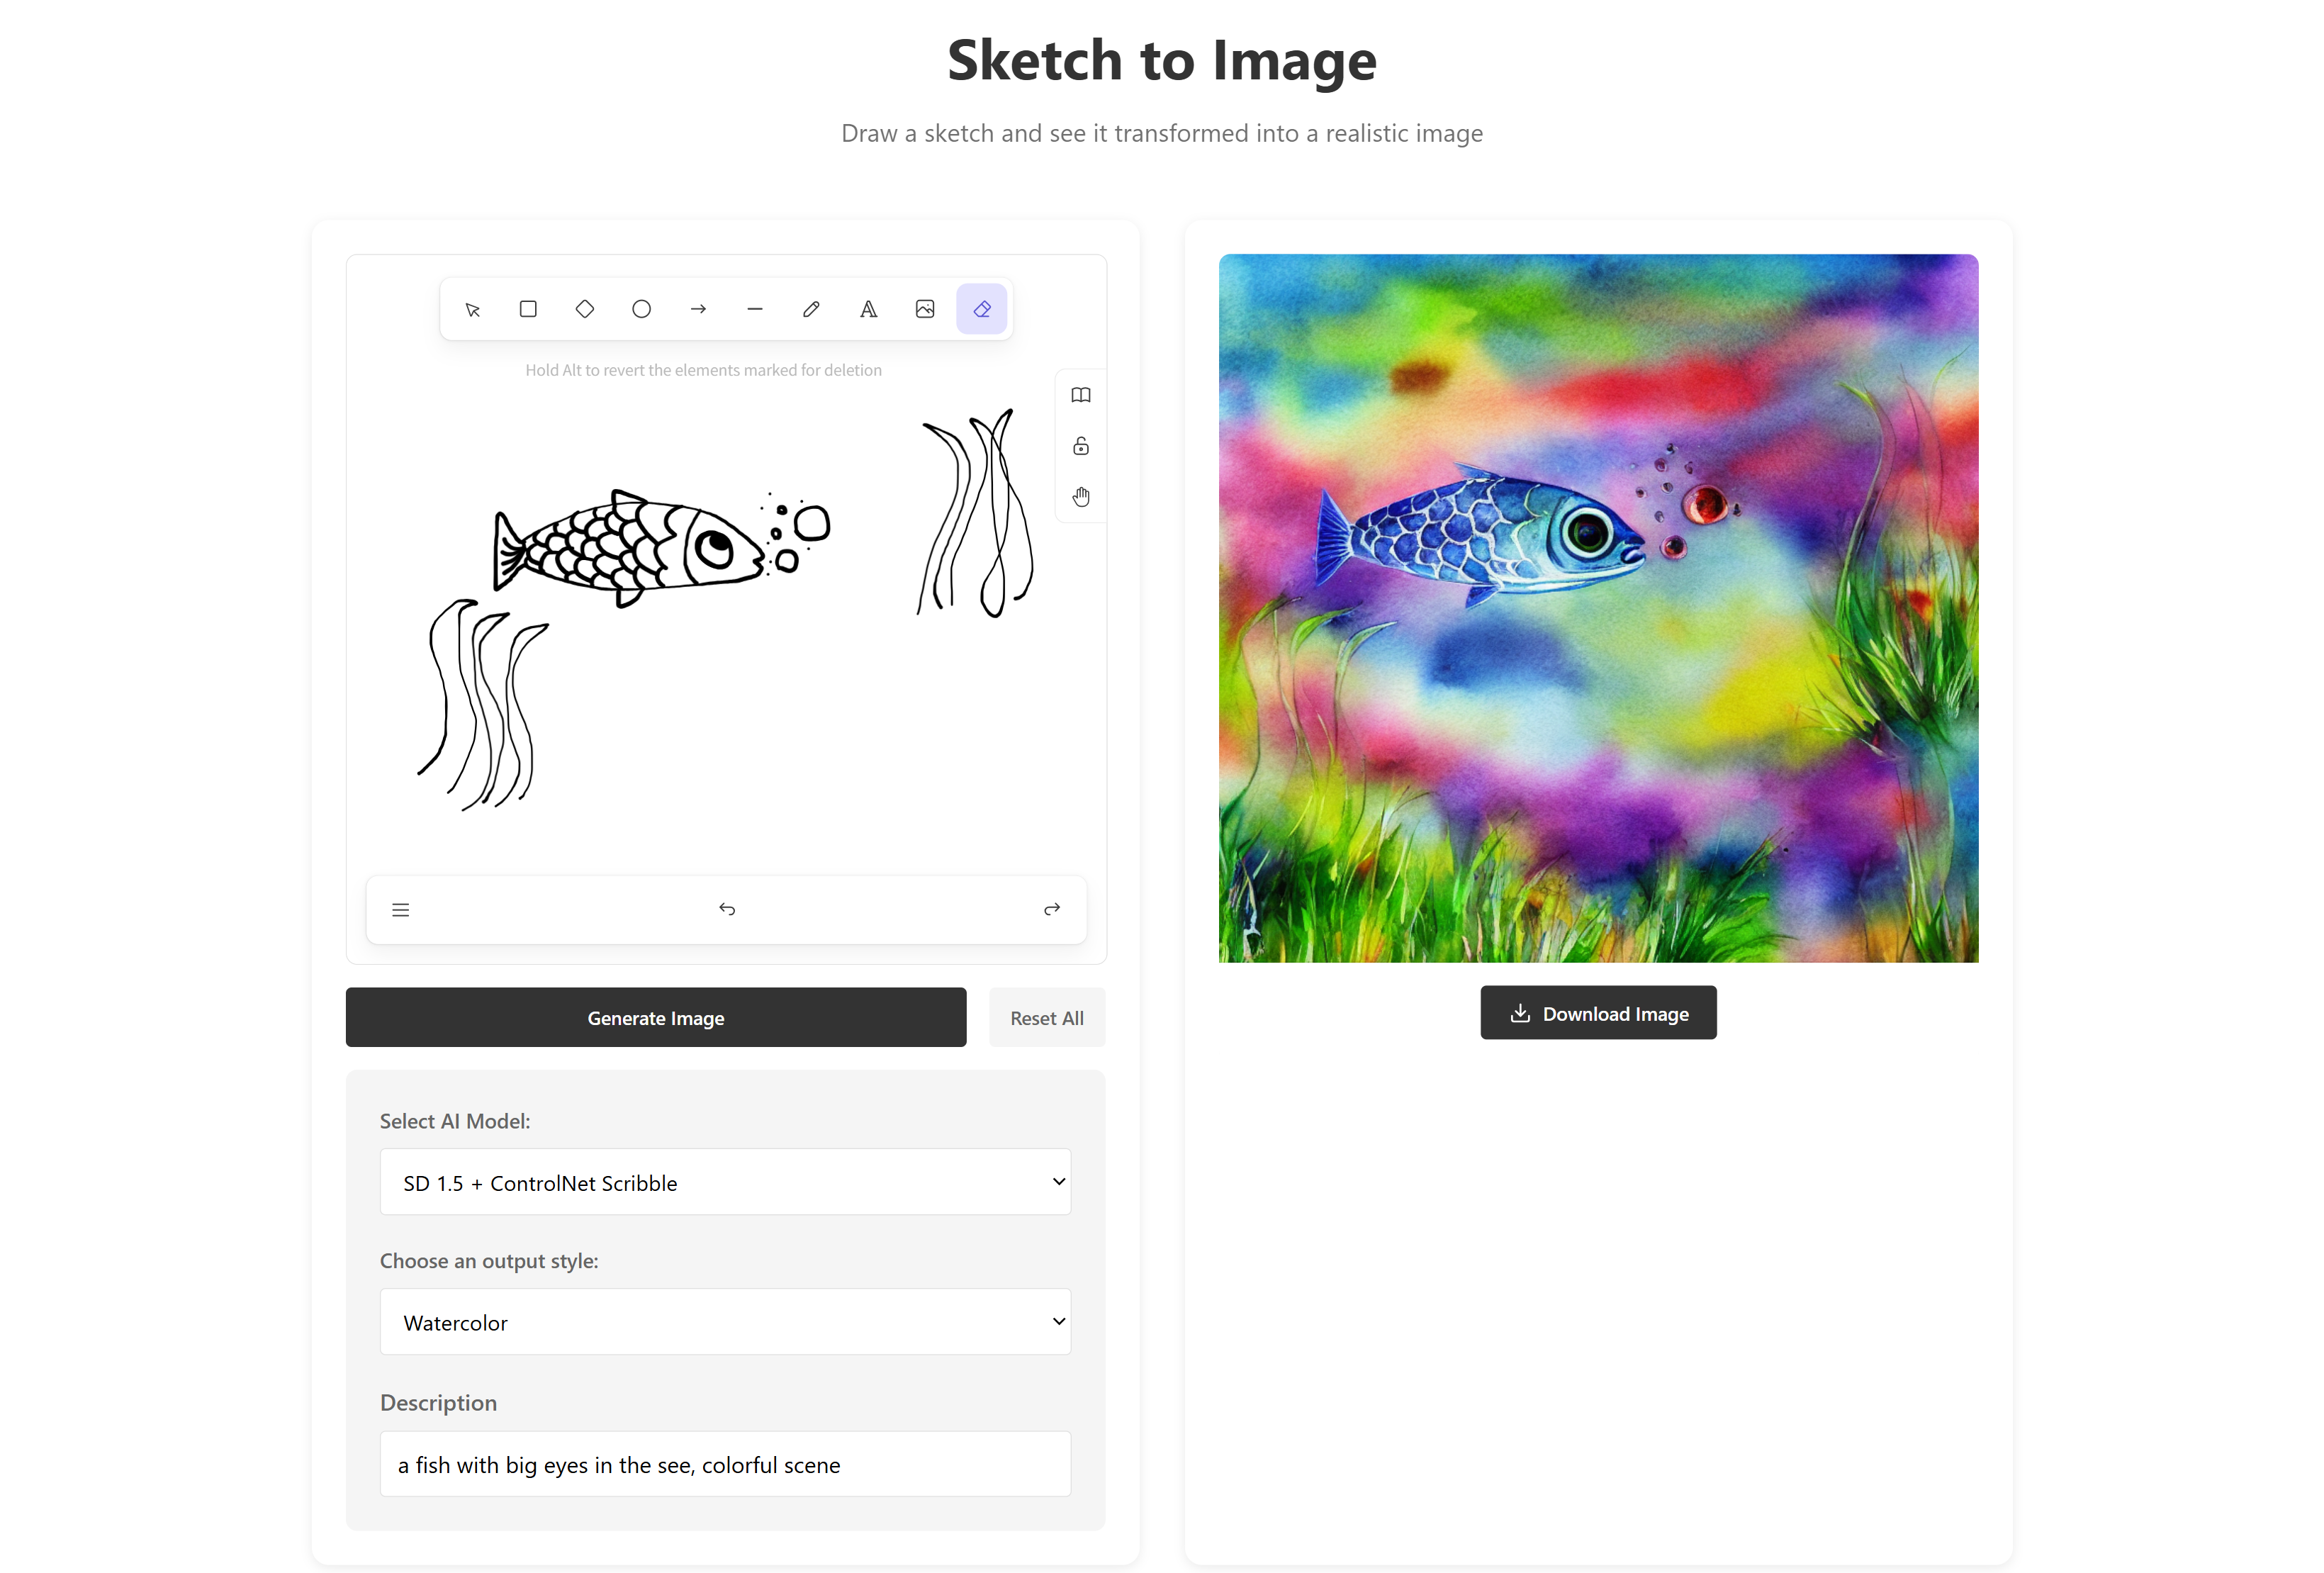 Sketch to Image
Draw a sketch and see it transformed into a realistic image
Hold Alt to revert the elements marked for deletion
Generate Image
Reset All
Download Image
Select AI Model:
SD 1.5 + ControlNet Scribble
Choose an output style:
Watercolor
Description
a fish with big eyes in the see, colorful scene